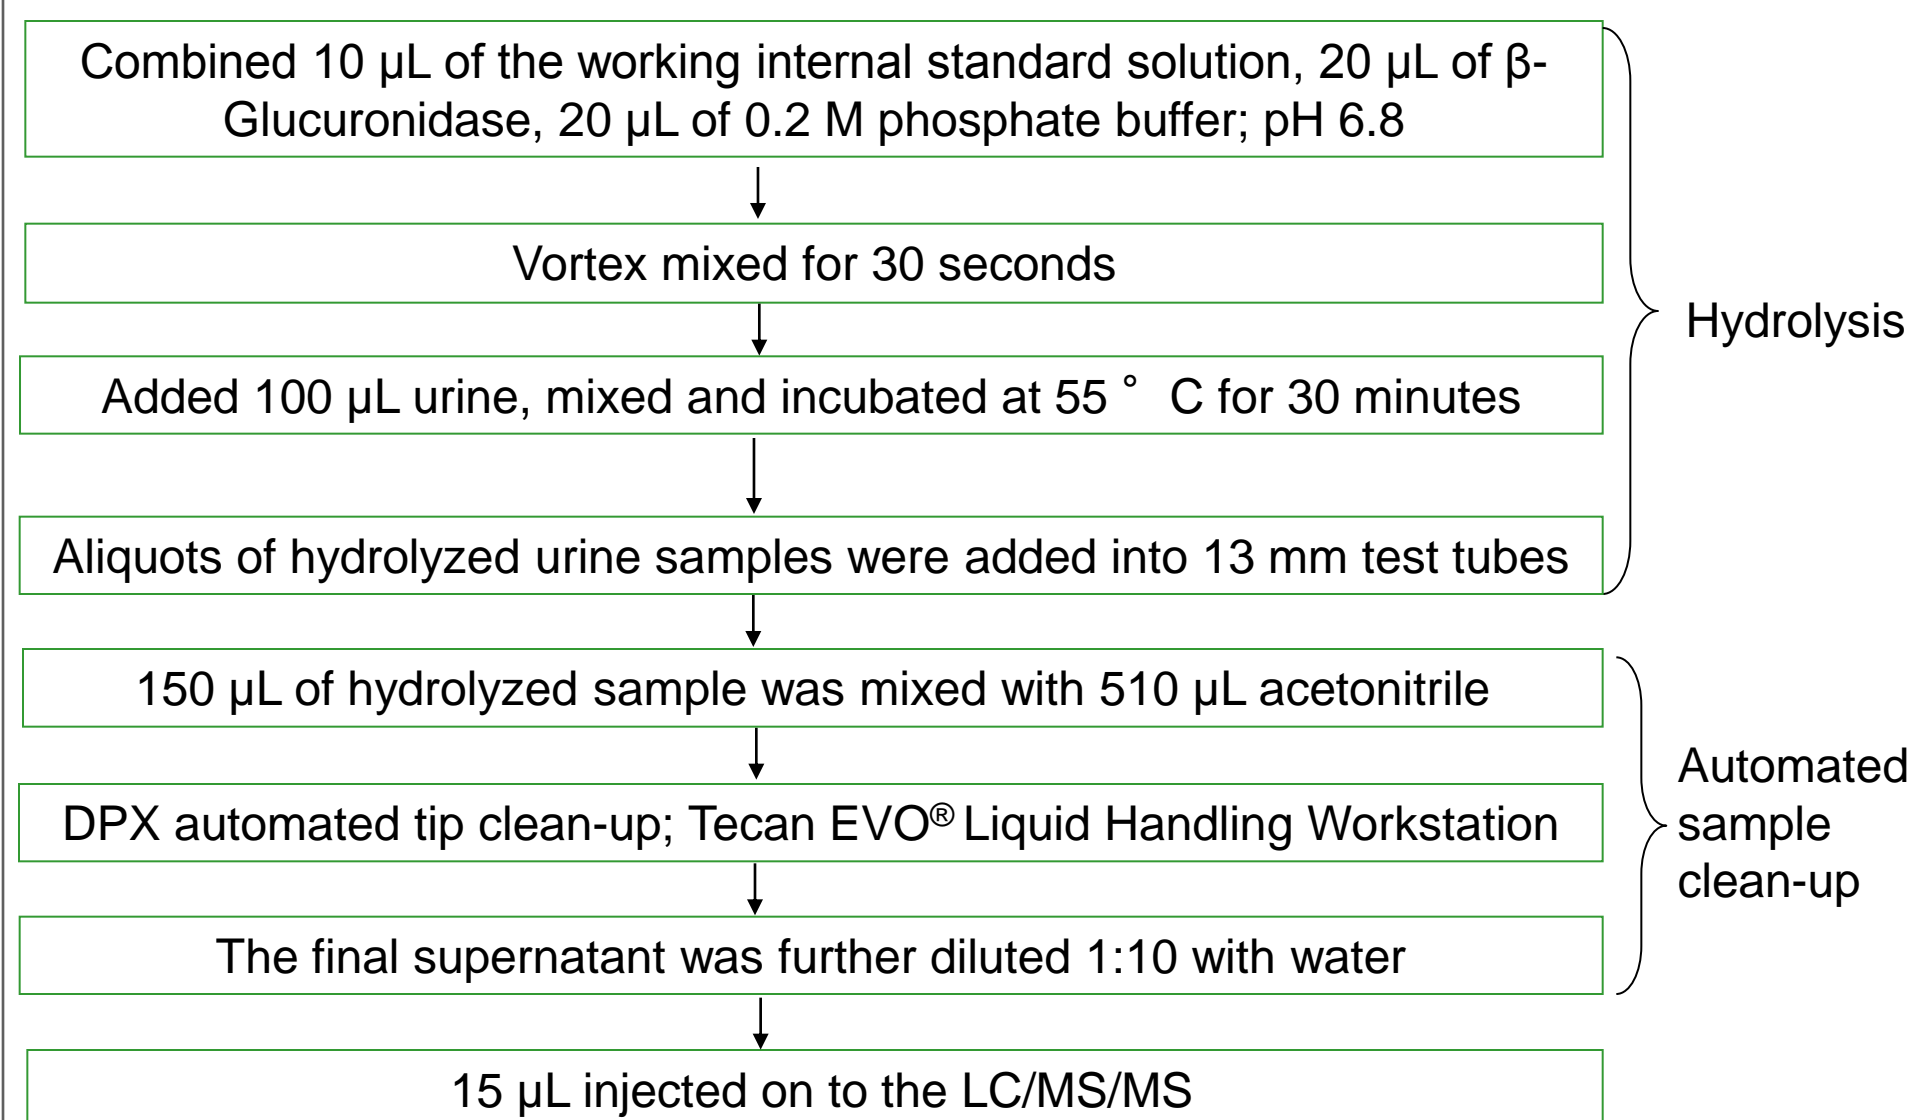 Combined 10 µL of the working internal standard solution, 20 µL of β-
Glucuronidase, 20 µL of 0.2 M phosphate buffer; pH 6.8
Vortex mixed for 30 seconds
Added 100 µL urine, mixed and incubated at 55 ° C for 30 minutes
Aliquots of hydrolyzed urine samples were added into 13 mm test tubes
Hydrolysis
150 µL of hydrolyzed sample was mixed with 510 µL acetonitrile
DPX automated tip clean-up; Tecan EVO® Liquid Handling Workstation
The final supernatant was further diluted 1:10 with water
Automated
sample
clean-up
15 µL injected on to the LC/MS/MS